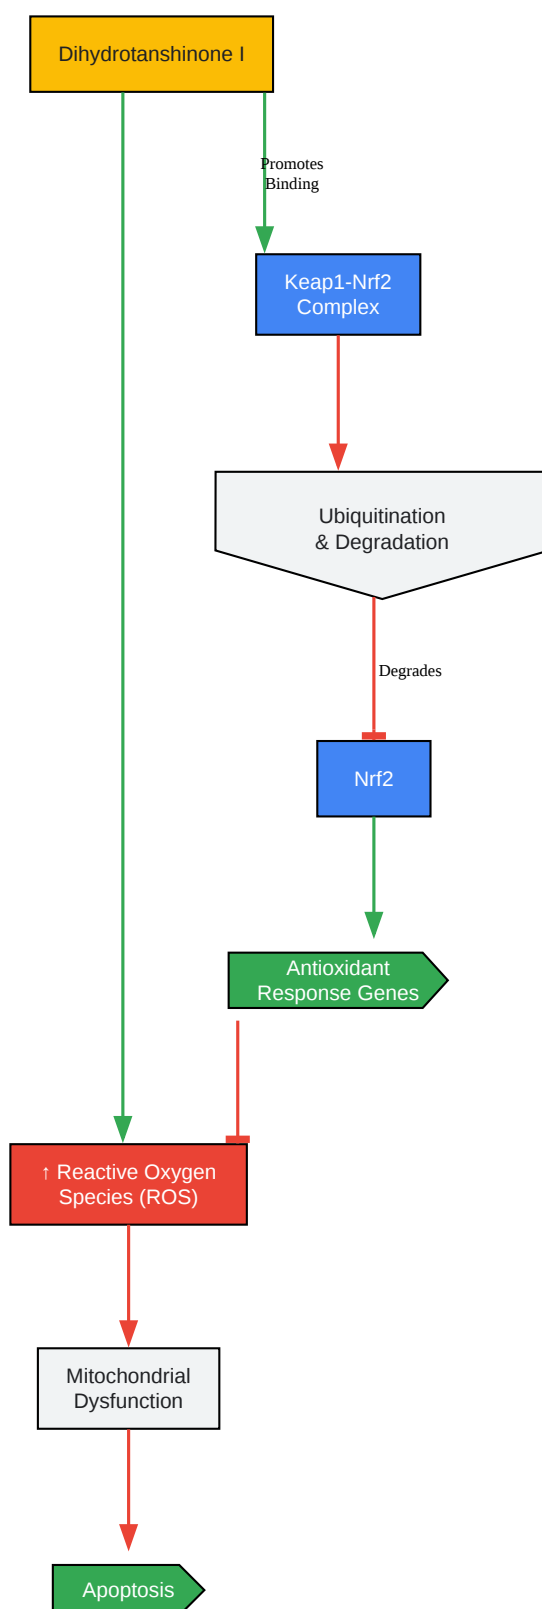 Dihydrotanshinone I
Promotes
Binding
Keap1-Nrf2
Complex
Ubiquitination
& Degradation
Degrades
Nrf2
Antioxidant
Response Genes
↑ Reactive Oxygen
Species (ROS)
Mitochondrial
Dysfunction
Apoptosis